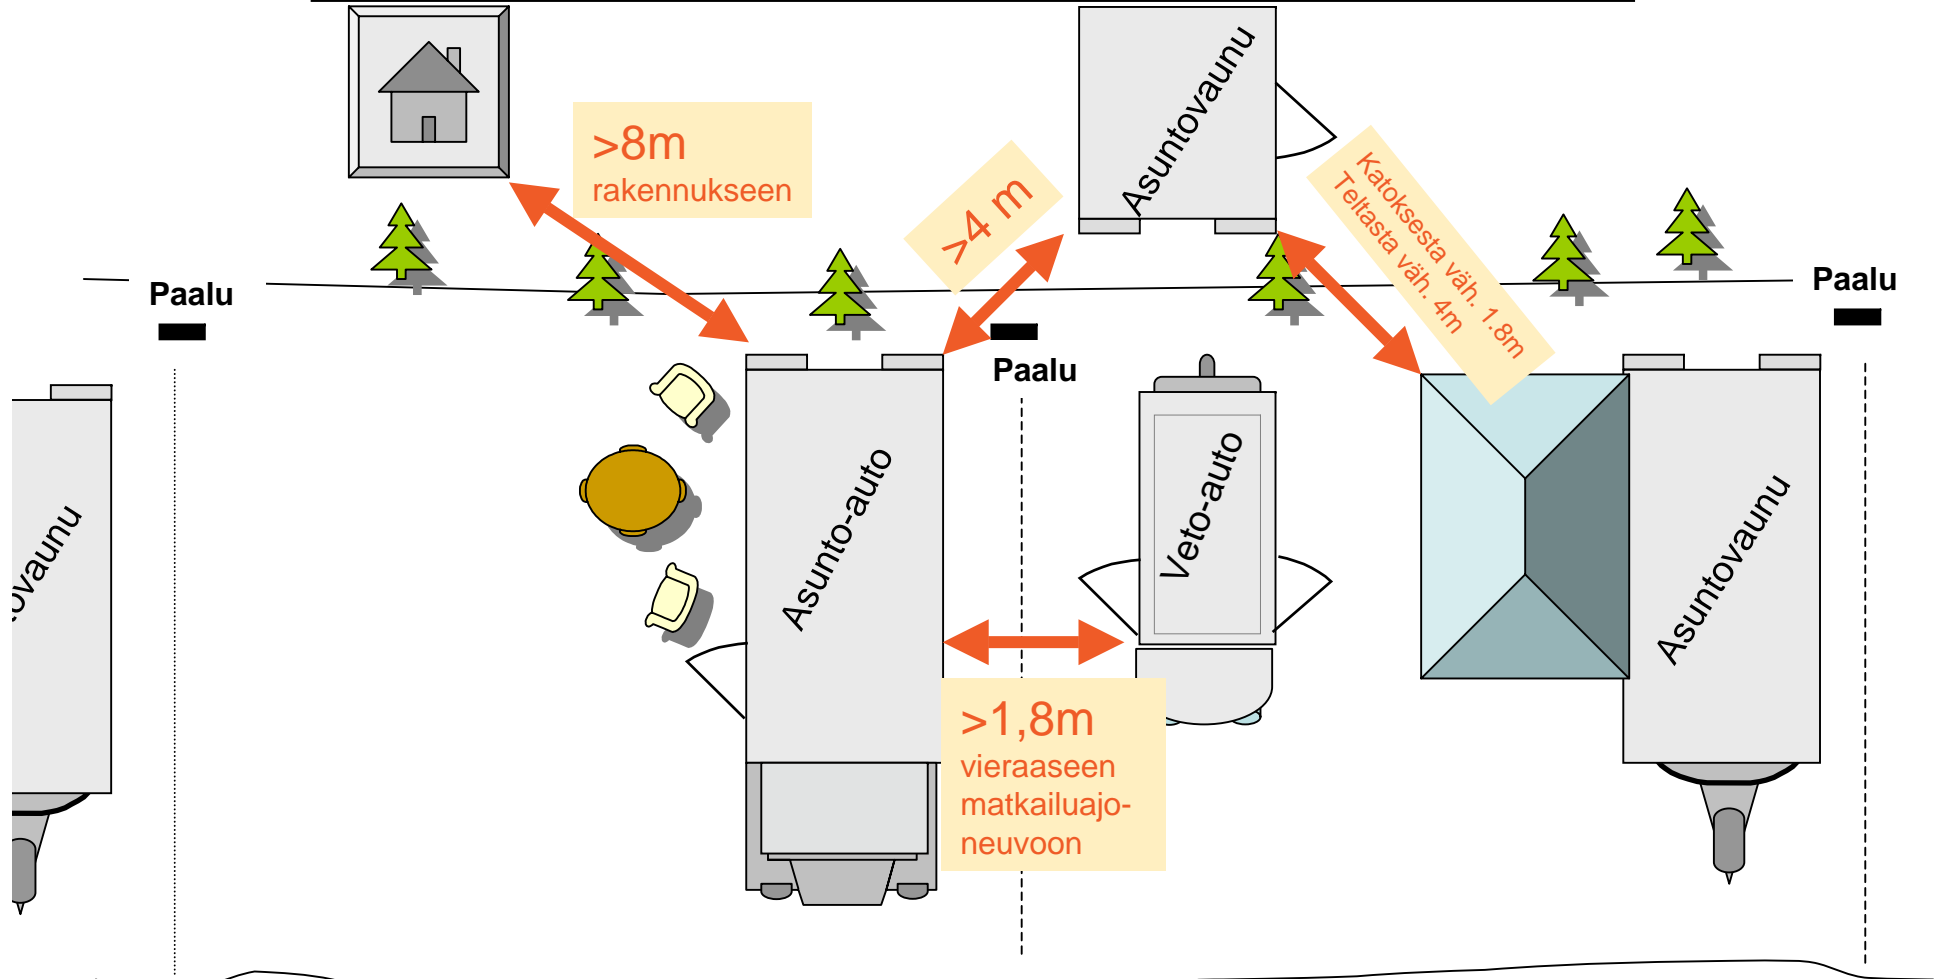 Asuntovaunu
>8m
rakennukseen
>4 m
Katoksesta väh. 1.8m
Teltasta väh. 4m
Paalu
Paalu
Paalu
ovaunu
Asunto-auto
Veto-auto
Asuntovaunu
>1,8m
vieraaseen
matkailuajo-
neuvoon